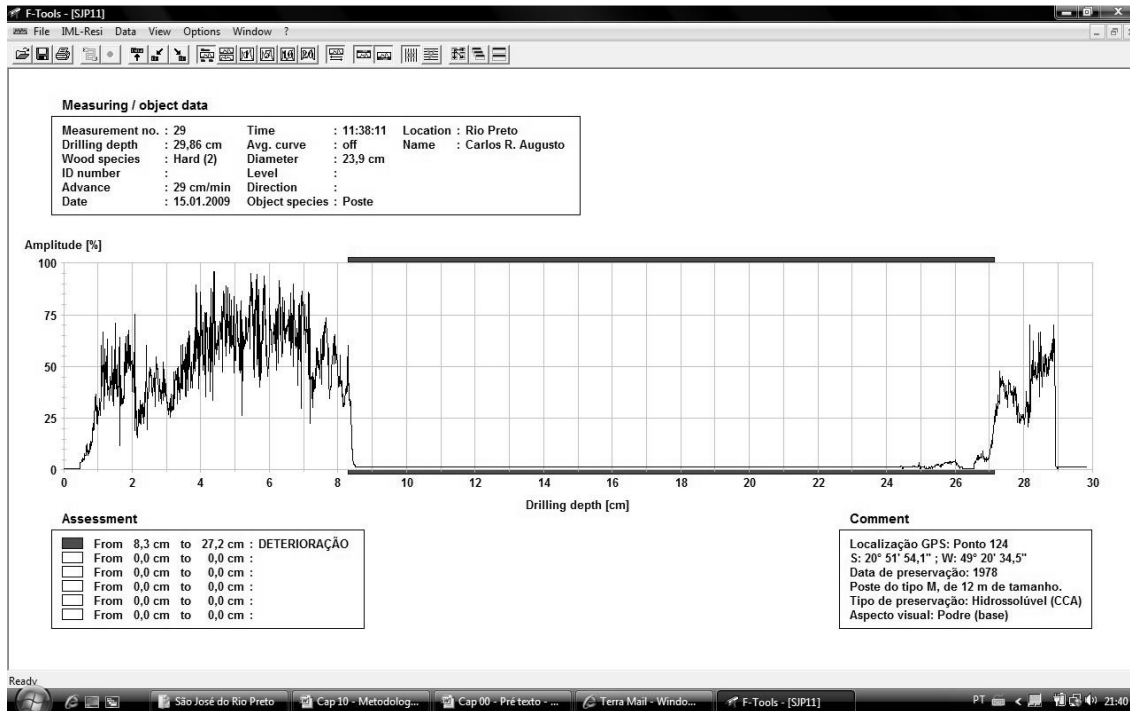 F-Tools - [SJP11]
File IML-Resi Data View Options Window ?
Measuring / object data
Measurement no. : 29 Time : 11:38:11 Location : Rio Preto
Drilling depth : 29,86 cm Avg. curve : off Name : Carlos R. Augusto
Wood species : Hard (2) Diameter : 23,9 cm
ID number : Level :
Advance : 29 cm/min Direction :
Date : 15.01.2009 Object species : Poste
Amplitude [%]
100
75
50
25
0
0 2 4 6 8 10 12 14 16 18 20 22 24 26 28 30
Drilling depth [cm]
Assessment
From 8,3 cm to 27,2 cm : DETERIORAÇÃO
From 0,0 cm to 0,0 cm :
From 0,0 cm to 0,0 cm :
From 0,0 cm to 0,0 cm :
From 0,0 cm to 0,0 cm :
From 0,0 cm to 0,0 cm :
Comment
Localização GPS: Ponto 124
S: 20° 51' 54,1" ; W: 49° 20' 34,5"
Data de preservação: 1978
Poste do tipo M, de 12 m de tamanho.
Tipo de preservação: Hidrossolúvel (CCA)
Aspecto visual: Podre (base)
Ready
São José do Rio Preto Cap 10 - Metodolog... Cap 00 - Pré texto - ... Terra Mail - Windo... F-Tools - [SJP11] PT 21:40